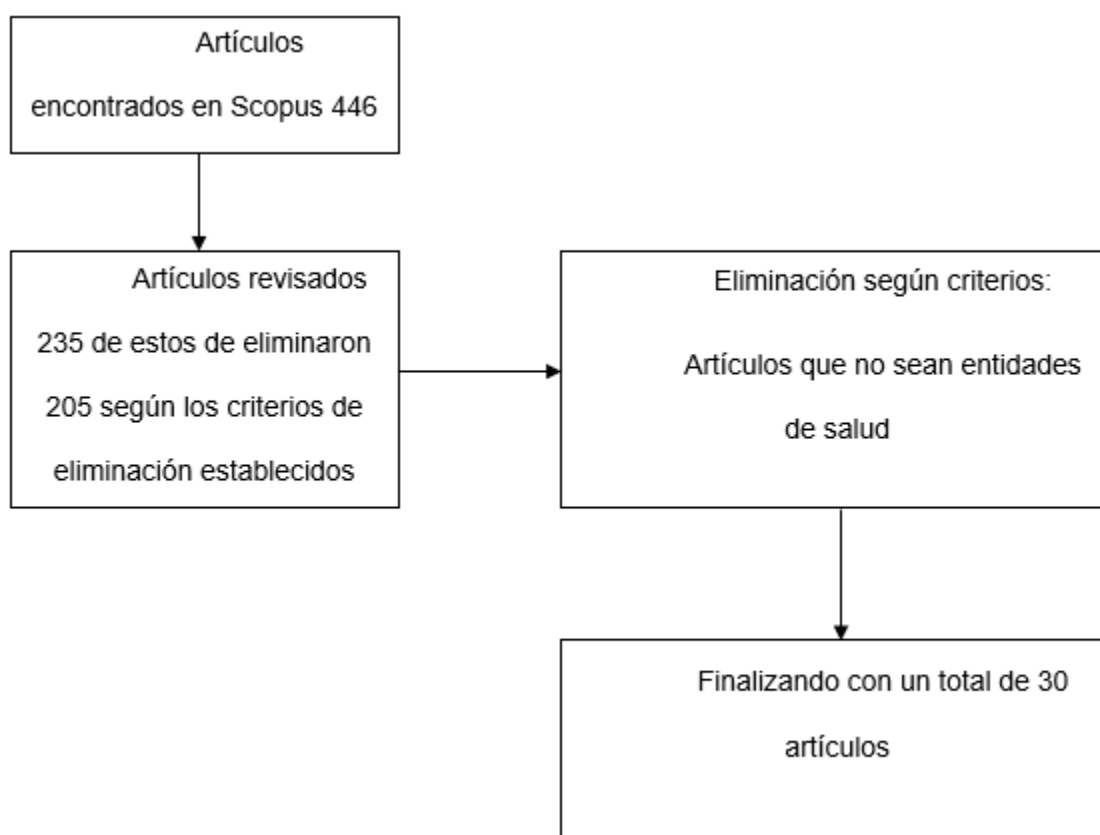 Artículos
encontrados en Scopus 446
Artículos revisados
235 de estos de eliminaron
205 según los criterios de
eliminación establecidos
Eliminación según criterios:
Artículos que no sean entidades
de salud
Finalizando con un total de 30
artículos